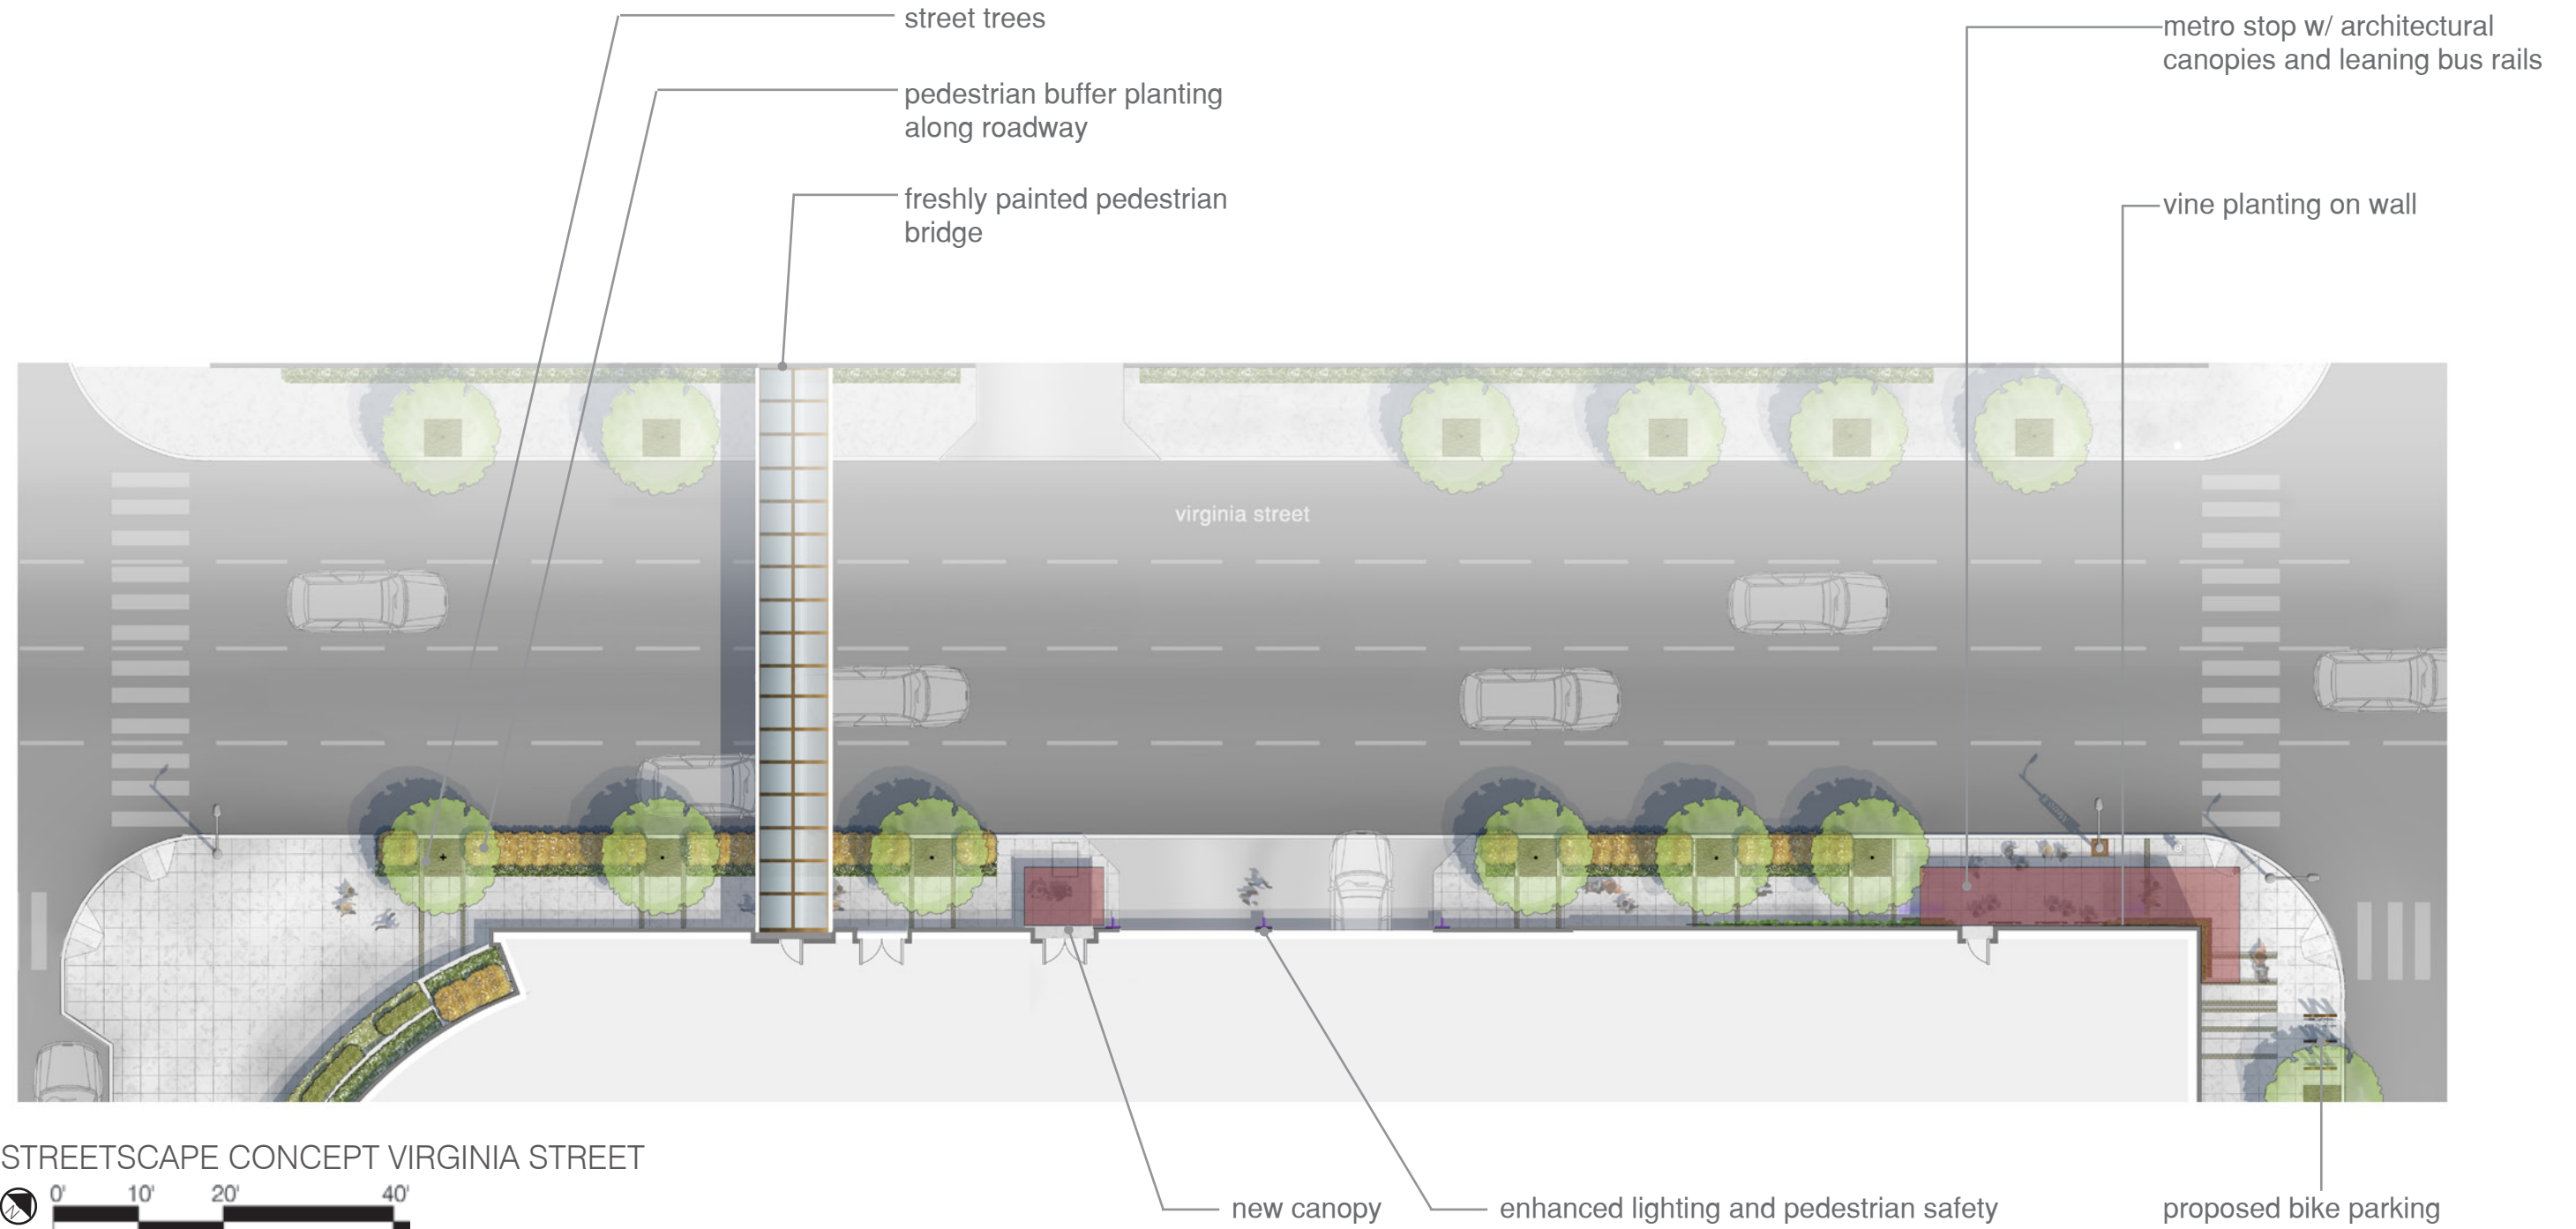 street trees
pedestrian buffer planting
along roadway
freshly painted pedestrian
bridge
metro stop w/ architectural
canopies and leaning bus rails
vine planting on wall
virginia street
STREETSCAPE CONCEPT VIRGINIA STREET
0' 10' 20' 40'
new canopy
enhanced lighting and pedestrian safety
proposed bike parking